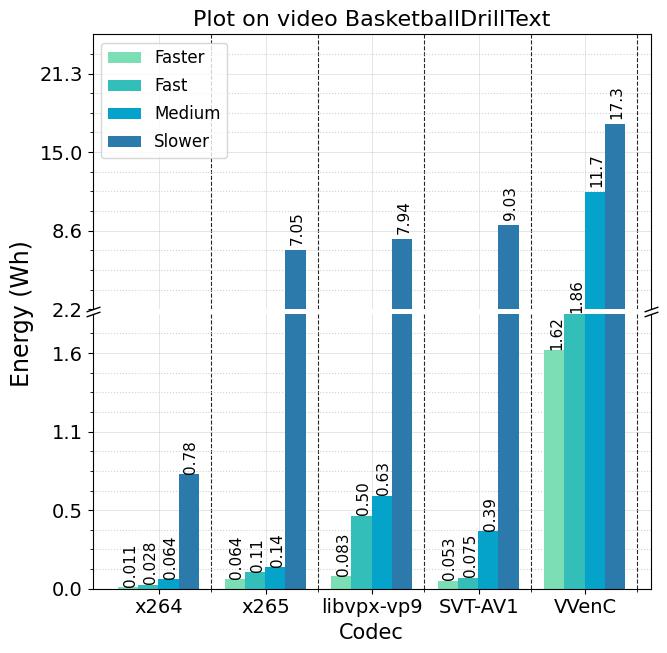 Plot on video BasketballDrillText
Faster
Fast
Medium
Slower
21.3
15.0
8.6
2.2
2.2
1.6
1.1
0.5
0.0
Energy (Wh)
0.011
0.028
0.064
0.78
0.064
0.11
0.14
7.05
0.083
0.50
0.63
7.94
0.053
0.075
0.39
9.03
1.62
1.86
11.7
17.3
x264
x265
libvpx-vp9
SVT-AV1
VVenC
Codec